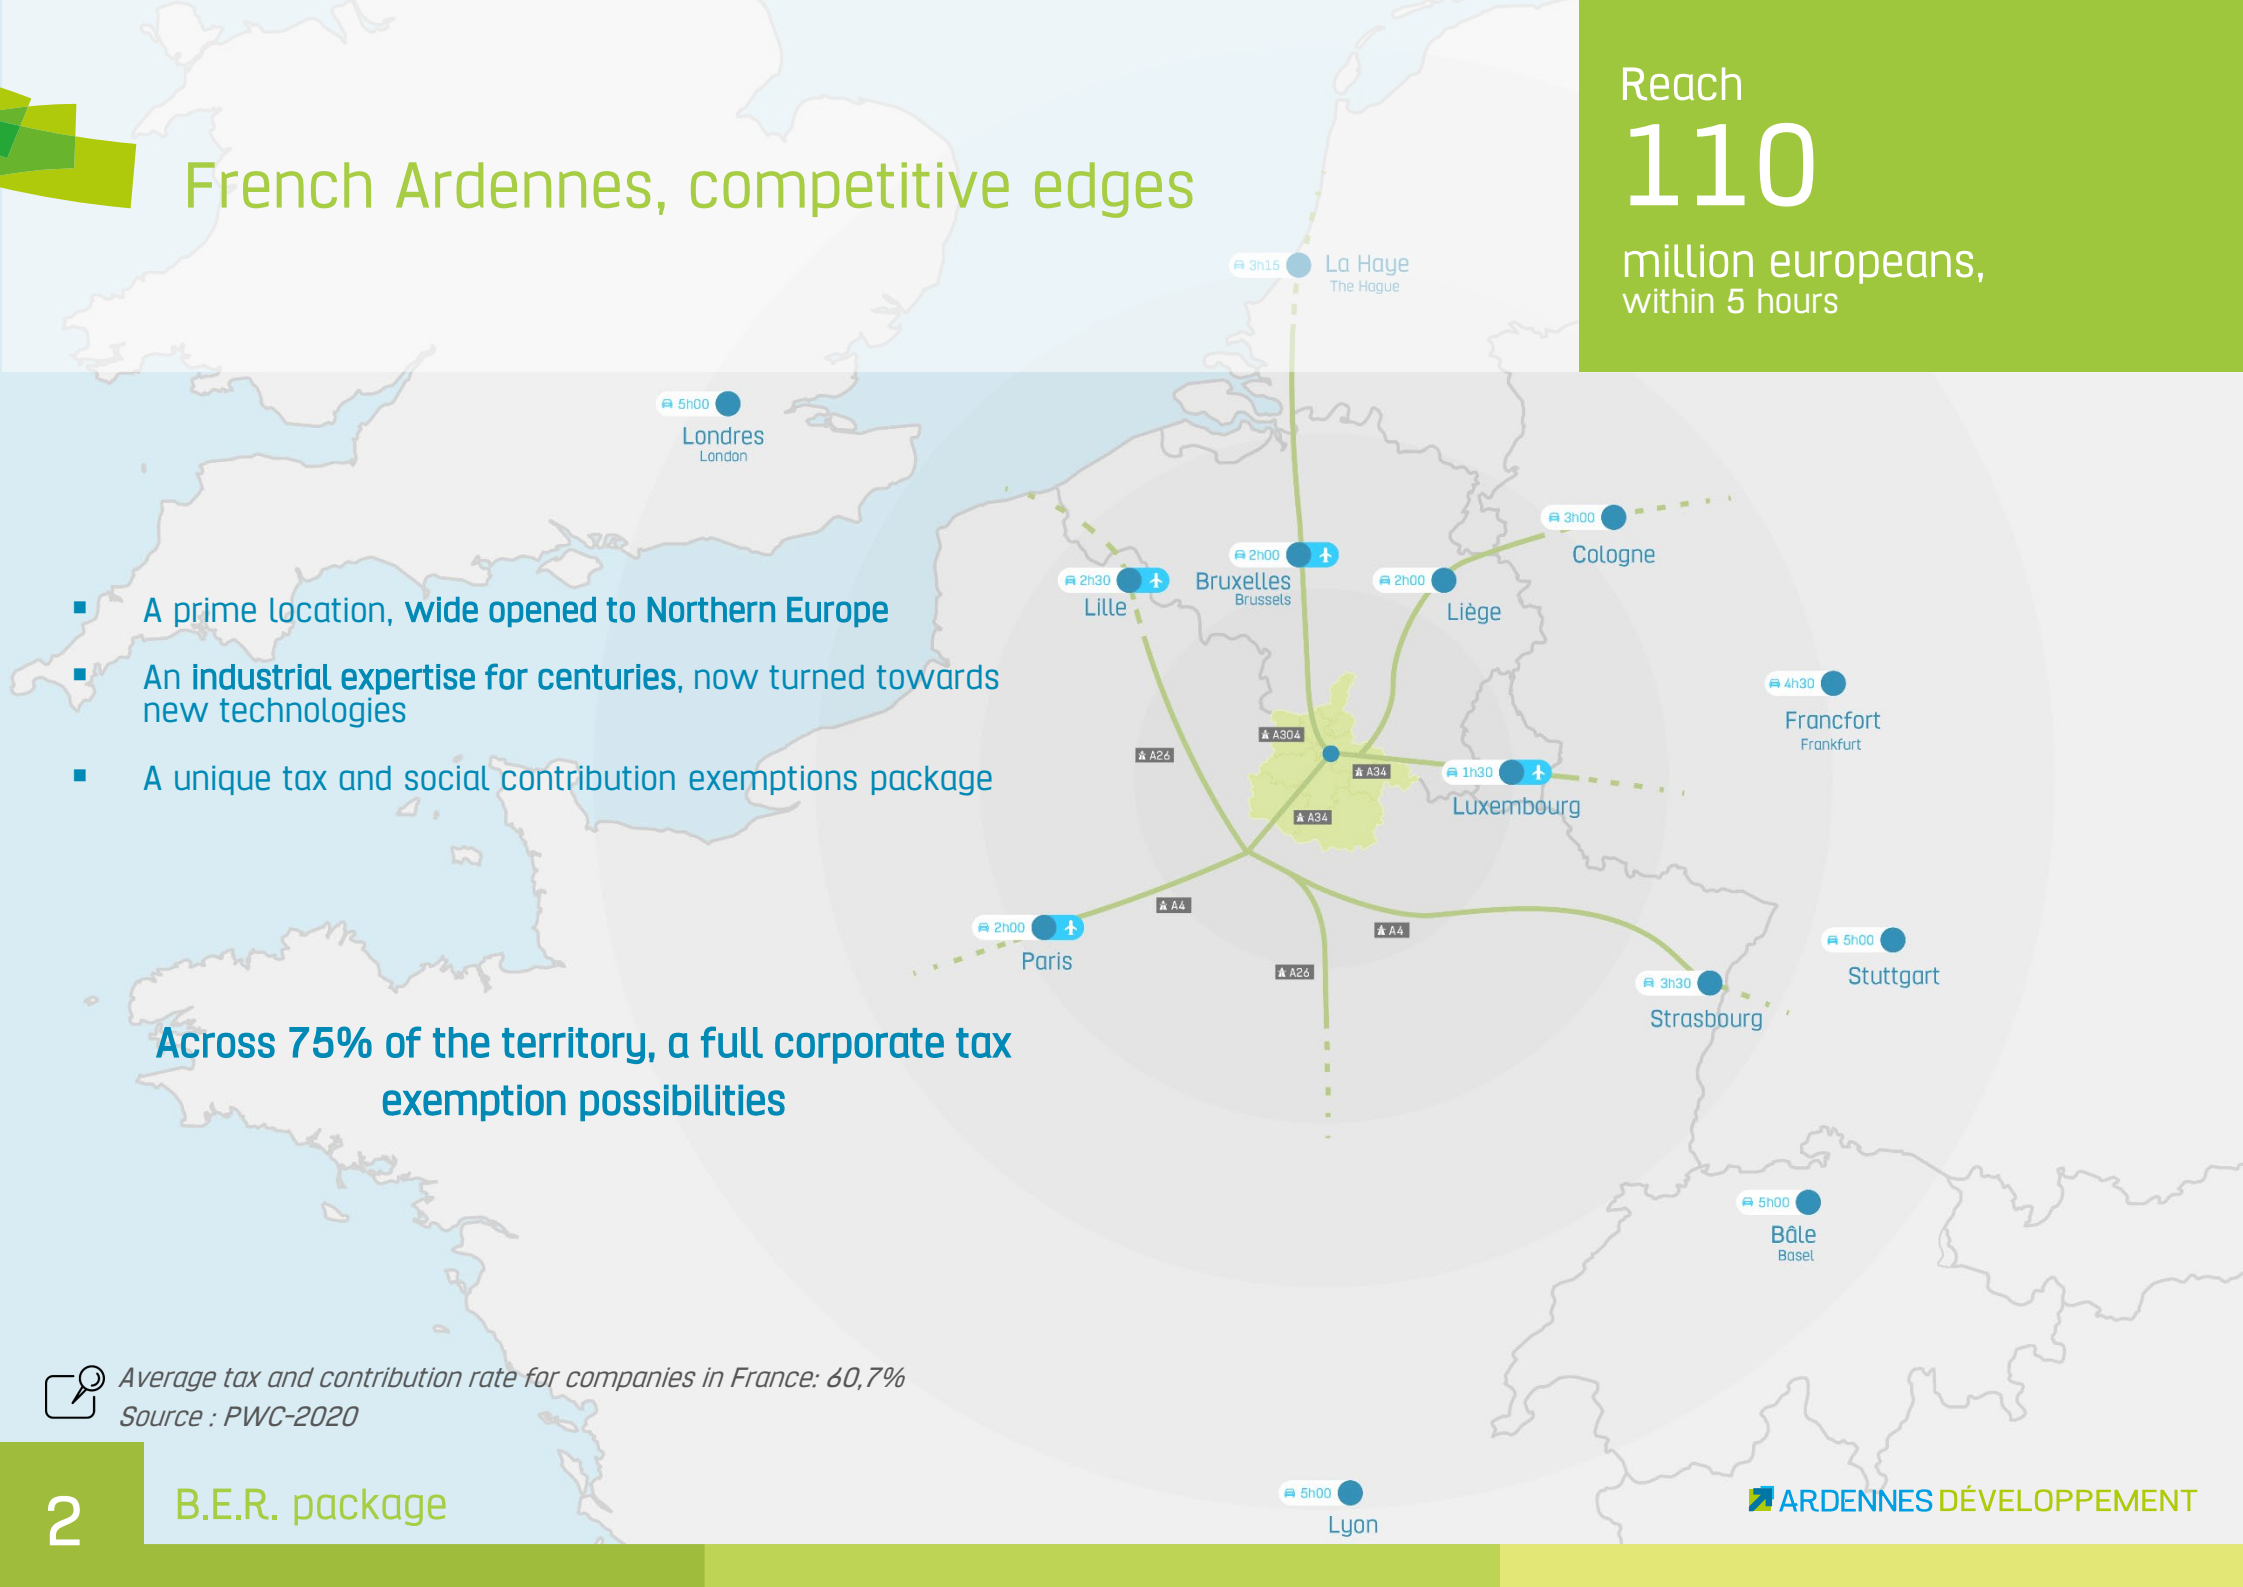 Reach
110
million europeans,
within 5 hours
French Ardennes, competitive edges
3h15
La Haye
The Hague
5h00
Londres
London
3h00
Cologne
2h00
Bruxelles
Brussels
2h30
Lille
2h00
Liège
A prime location, wide opened to Northern Europe
An industrial expertise for centuries, now turned towards
new technologies
A unique tax and social contribution exemptions package
4h30
Francfort
Frankfurt
A304
A26
A34
1h30
Luxembourg
A34
A4
2h00
Paris
A4
A26
5h00
Stuttgart
3h30
Strasbourg
Across 75% of the territory, a full corporate tax
exemption possibilities
5h00
Bâle
Basel
Average tax and contribution rate for companies in France: 60,7%
Source : PWC-2020
5h00
Lyon
2
B.E.R. package
ARDENNES DÉVELOPPEMENT